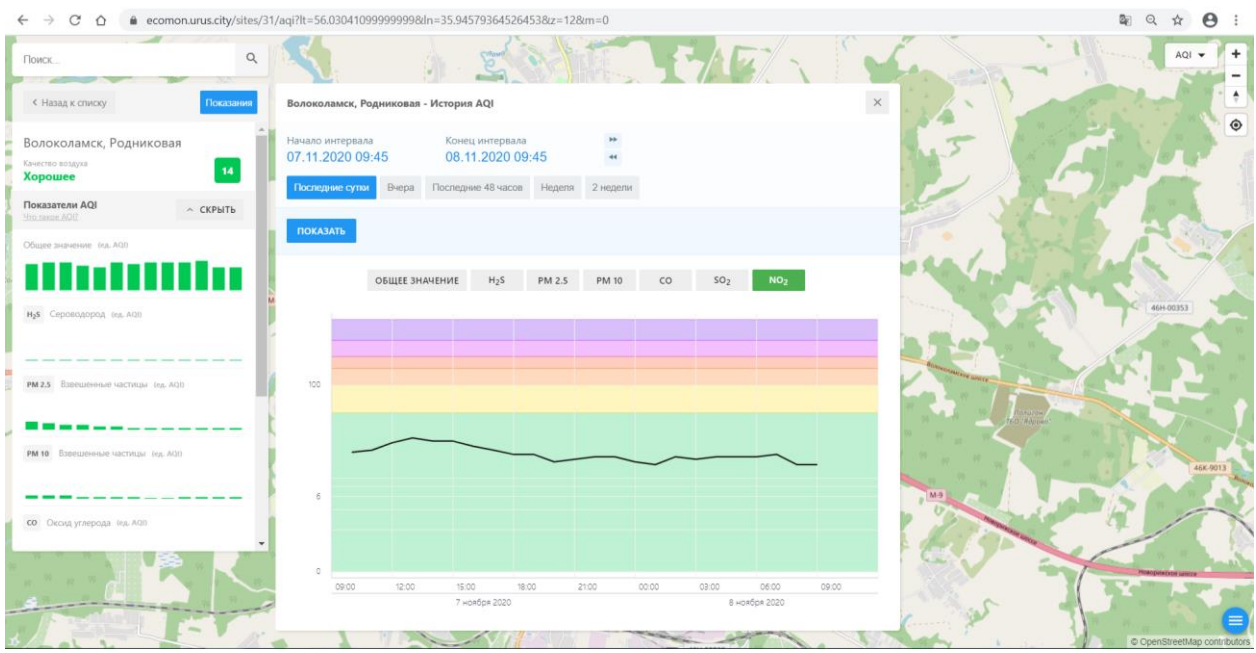 ecomon.urus.city/sites/31/aqi?lt=56.03041099999999&ln=35.94579364526453&z=12&m=0
Поиск...
AQI
Назад к списку
Показания
Волоколамск, Родниковая
Качество воздуха
Хорошее
14
Показатели AQI
Что такое AQI?
СКРЫТЬ
Общее значение (ед. AQI)
H₂S Сероводород (ед. AQI)
PM 2.5 Взвешенные частицы (ед. AQI)
PM 10 Взвешенные частицы (ед. AQI)
CO Оксид углерода (ед. AQI)
Волоколамск, Родниковая - История AQI
Начало интервала
Конец интервала
07.11.2020 09:45
08.11.2020 09:45
Последние сутки
Вчера
Последние 48 часов
Неделя
2 недели
ПОКАЗАТЬ
ОБЩЕЕ ЗНАЧЕНИЕ
H₂S
PM 2.5
PM 10
CO
SO₂
NO₂
100
6
0
09:00 12:00 15:00 18:00 21:00 00:00 03:00 06:00 09:00
7 ноября 2020
8 ноября 2020
46Н-00353
Волоколамское шоссе
Полигон
ТБО "Ядрово"
46К-9013
М-9
Новорижское шоссе
Новорижское шоссе
© OpenStreetMap contributors